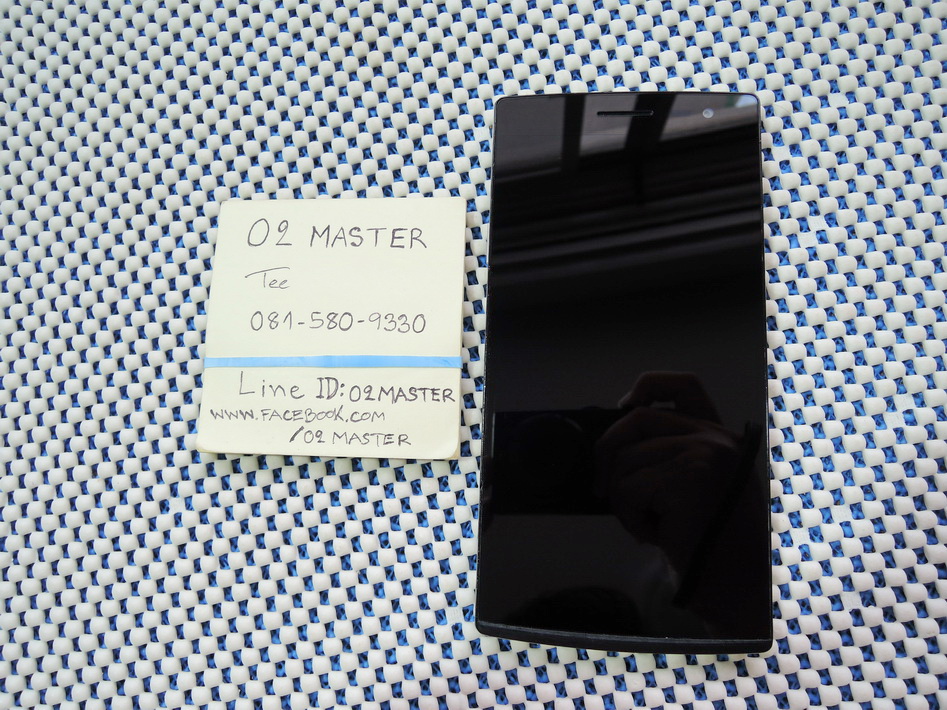 O2 MASTER
Tee
081-580-9330
Line ID: O2MASTER
WWW.FACEBOOK.COM
/O2 MASTER